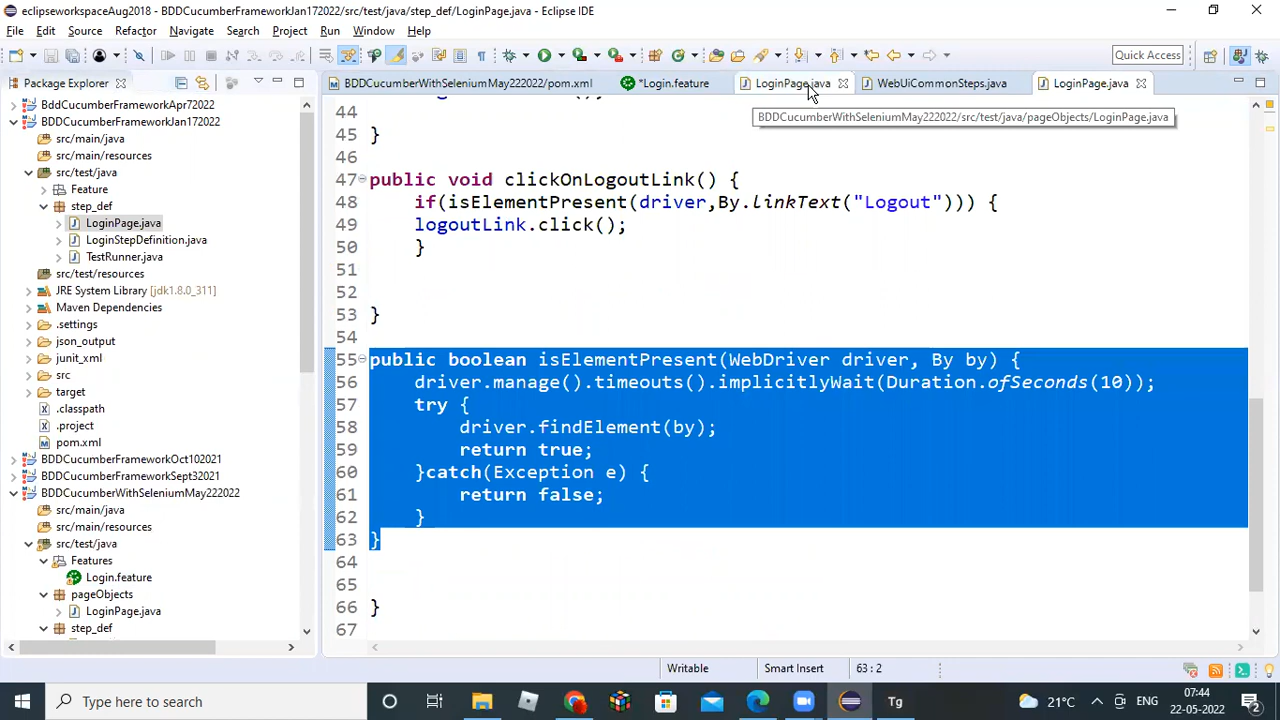 eclipseworkspaceAug2018 - BDDCucumberFrameworkJan172022/src/test/java/step_def/LoginPage.java - Eclipse IDE
File Edit Source Refactor Navigate Search Project Run Window Help
Quick Access
Package Explorer
BDDCucumberWithSeleniumMay222022/pom.xml
*Login.feature
LoginPage.java
WebUiCommonSteps.java
LoginPage.java
BDDCucumberWithSeleniumMay222022/src/test/java/pageObjects/LoginPage.java
BddCucumberFrameworkApr72022
BDDCucumberFrameworkJan172022
src/main/java
src/main/resources
src/test/java
Feature
step_def
LoginPage.java
LoginStepDefinition.java
TestRunner.java
src/test/resources
JRE System Library [jdk1.8.0_311]
Maven Dependencies
.settings
json_output
junit_xml
src
target
.classpath
.project
pom.xml
BDDCucumberFrameworkOct102021
BDDCucumberFrameworkSept32021
BDDCucumberWithSeleniumMay222022
src/main/java
src/main/resources
src/test/java
Features
Login.feature
pageObjects
LoginPage.java
step_def
44
45 }
46
47 public void clickOnLogoutLink() {
48 if(isElementPresent(driver,By.linkText("Logout"))) {
49 logoutLink.click();
50 }
51
52
53 }
54
55 public boolean isElementPresent(WebDriver driver, By by) {
56 driver.manage().timeouts().implicitlyWait(Duration.ofSeconds(10));
57 try {
58 driver.findElement(by);
59 return true;
60 }catch(Exception e) {
61 return false;
62 }
63 }
64
65
66 }
67
Writable Smart Insert 63 : 2
Type here to search
Tg
21°C
ENG
07:44
22-05-2022
2